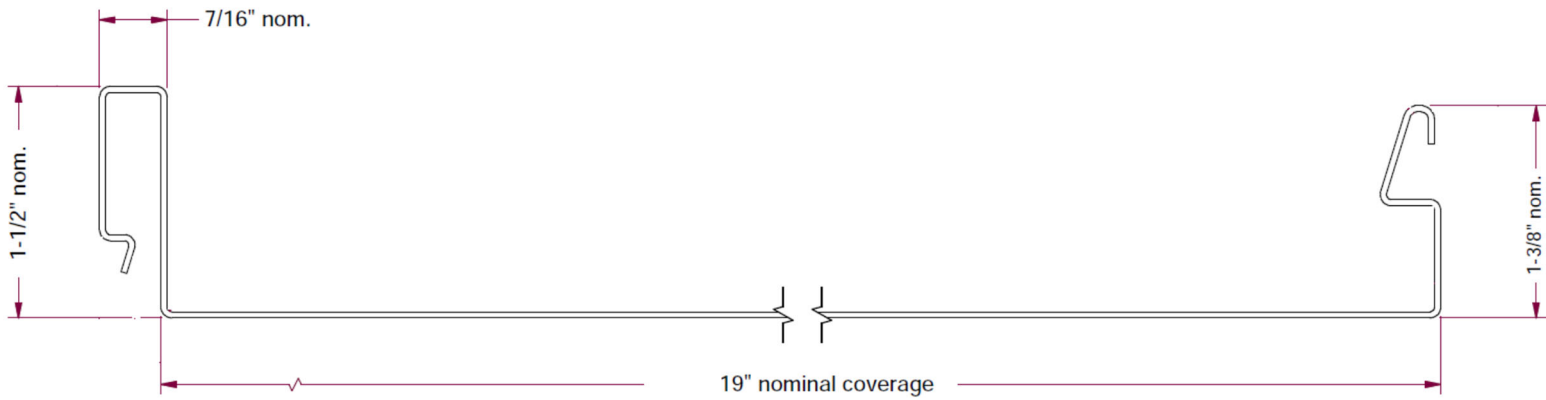 7/16" nom.
1-1/2" nom.
1-3/8" nom.
19" nominal coverage